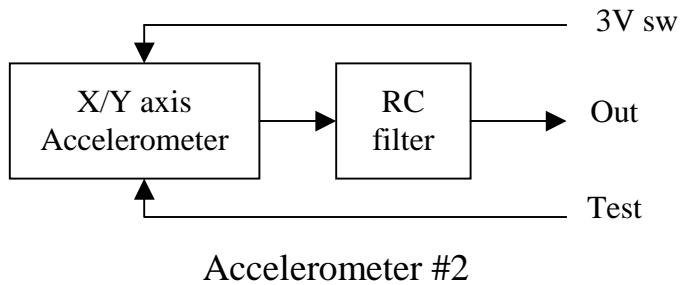 3V sw
X/Y axis
Accelerometer
RC
filter
Out
Test
Accelerometer #2